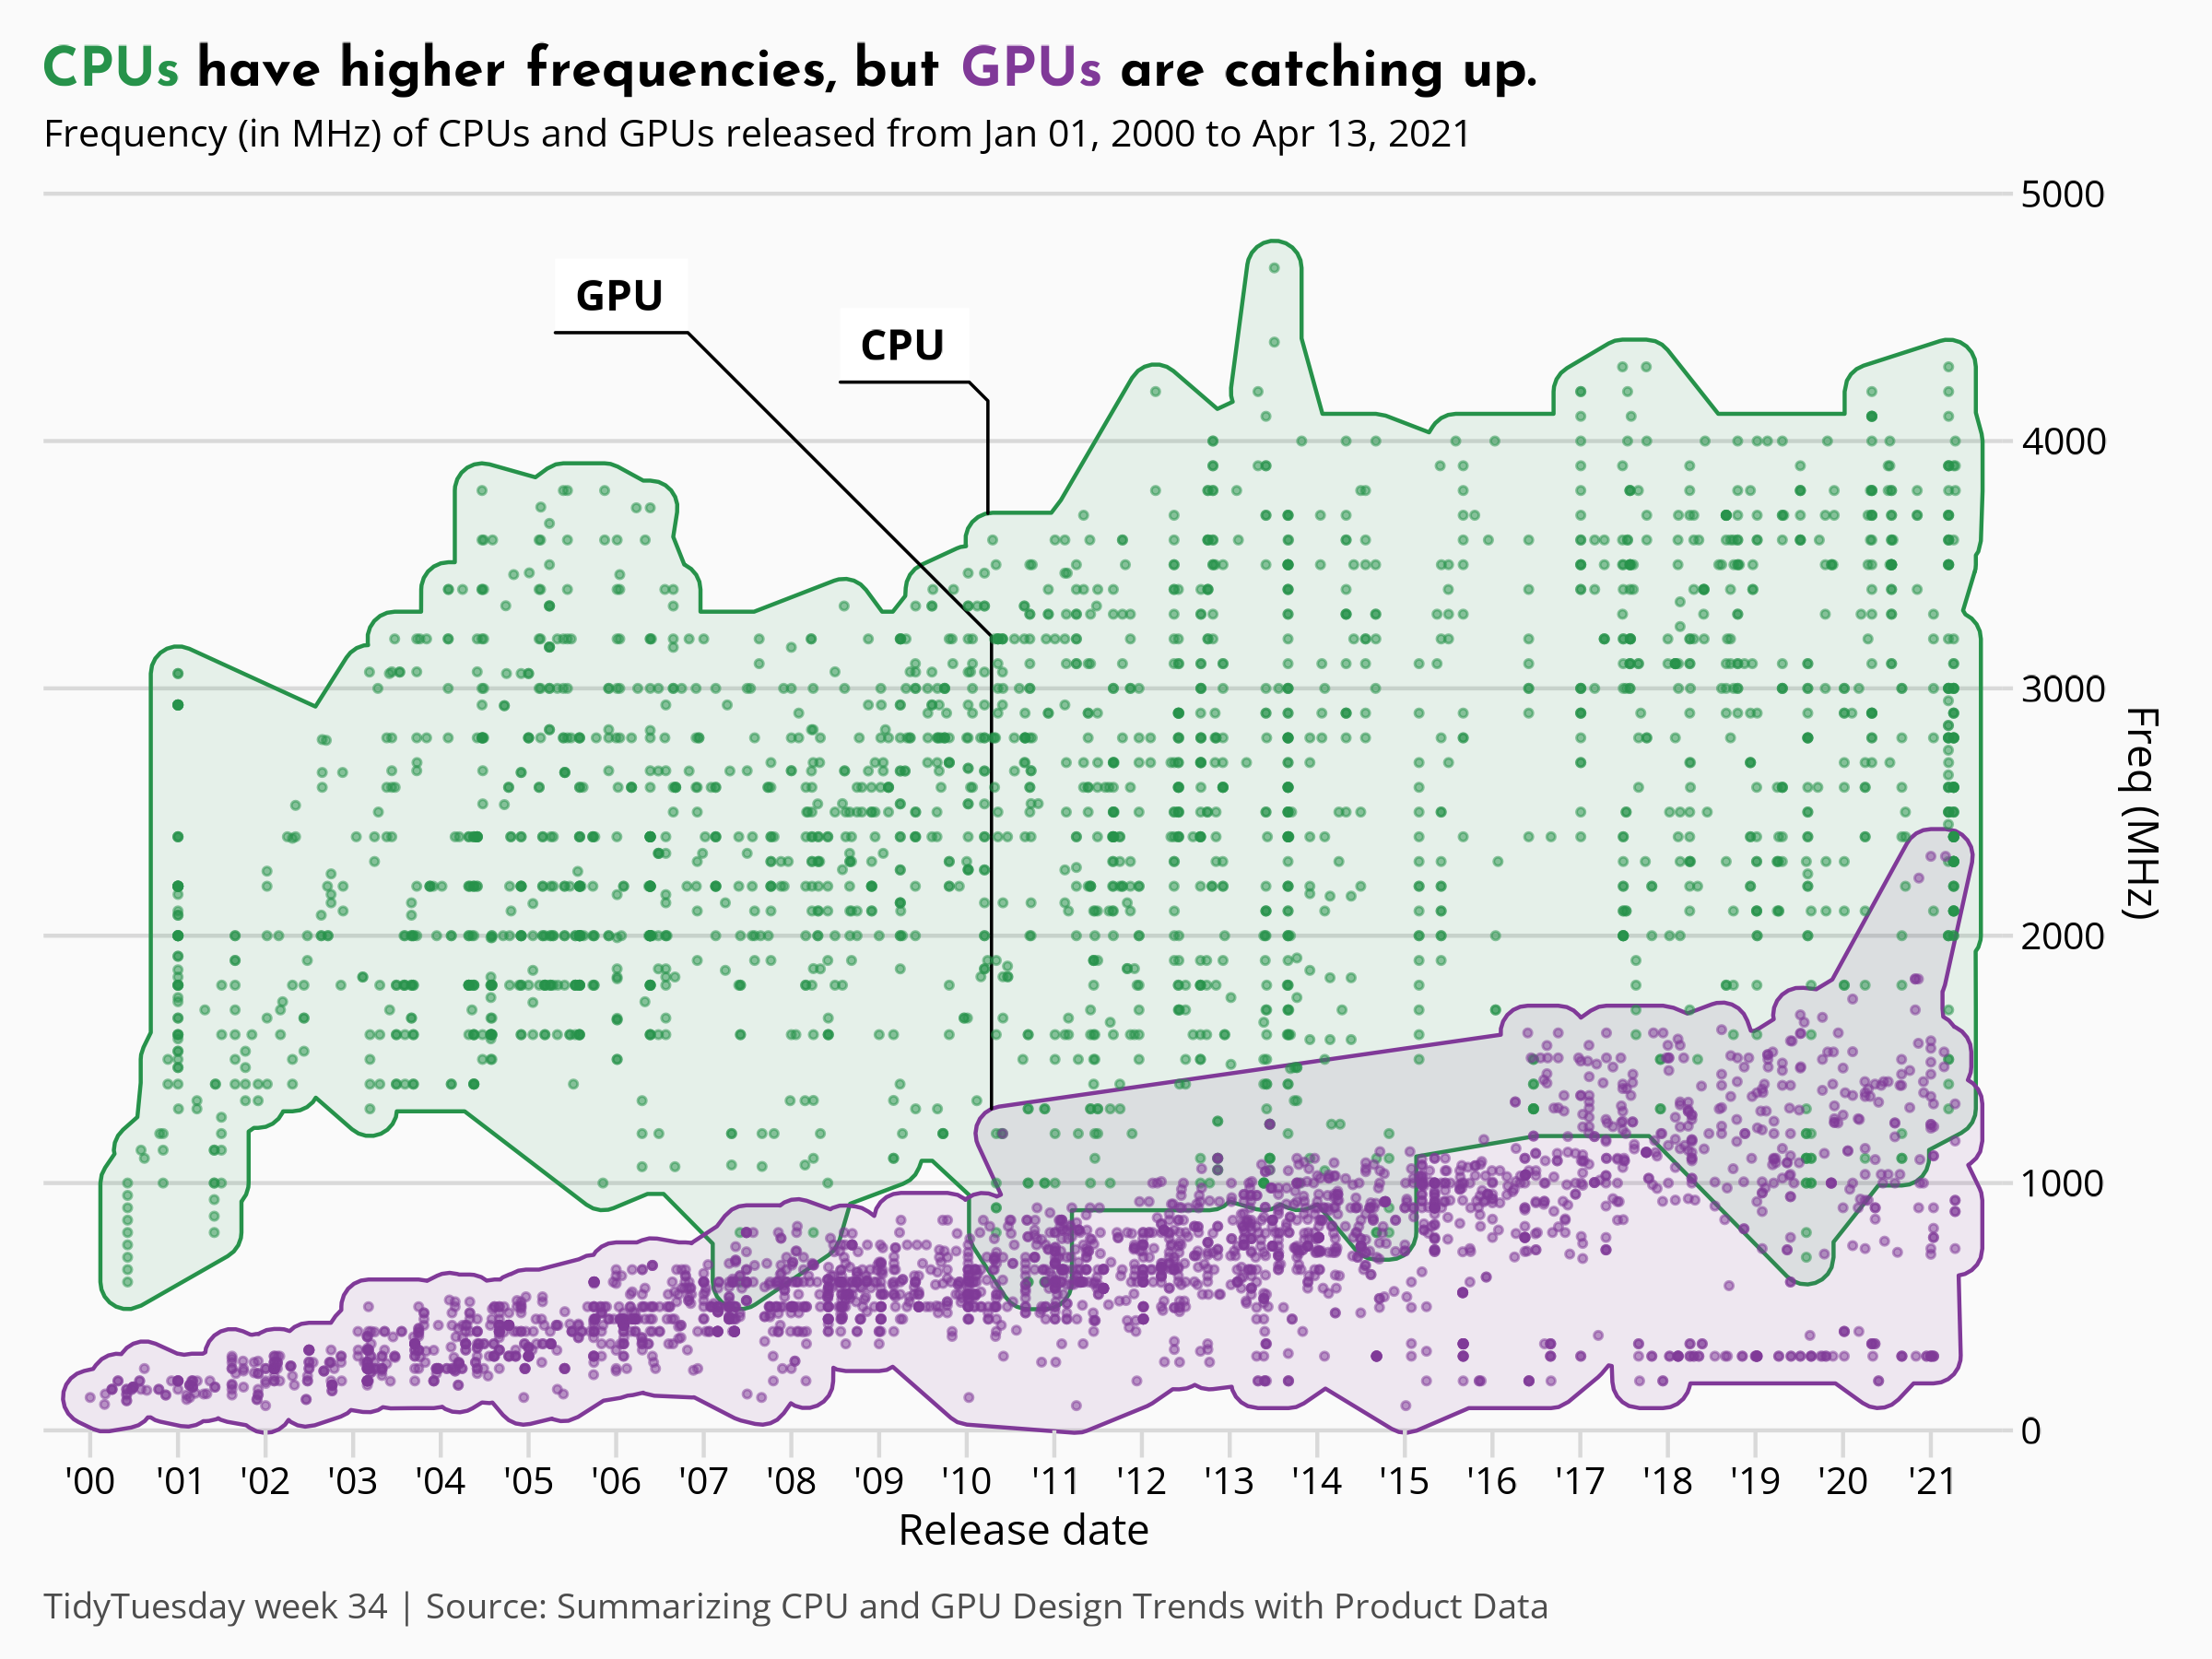 CPUs have higher frequencies, but GPUs are catching up.
Frequency (in MHz) of CPUs and GPUs released from Jan 01, 2000 to Apr 13, 2021
5000
GPU
CPU
4000
3000
Freq (MHz)
2000
1000
0
'00 '01 '02 '03 '04 '05 '06 '07 '08 '09 '10 '11 '12 '13 '14 '15 '16 '17 '18 '19 '20 '21
Release date
TidyTuesday week 34 | Source: Summarizing CPU and GPU Design Trends with Product Data